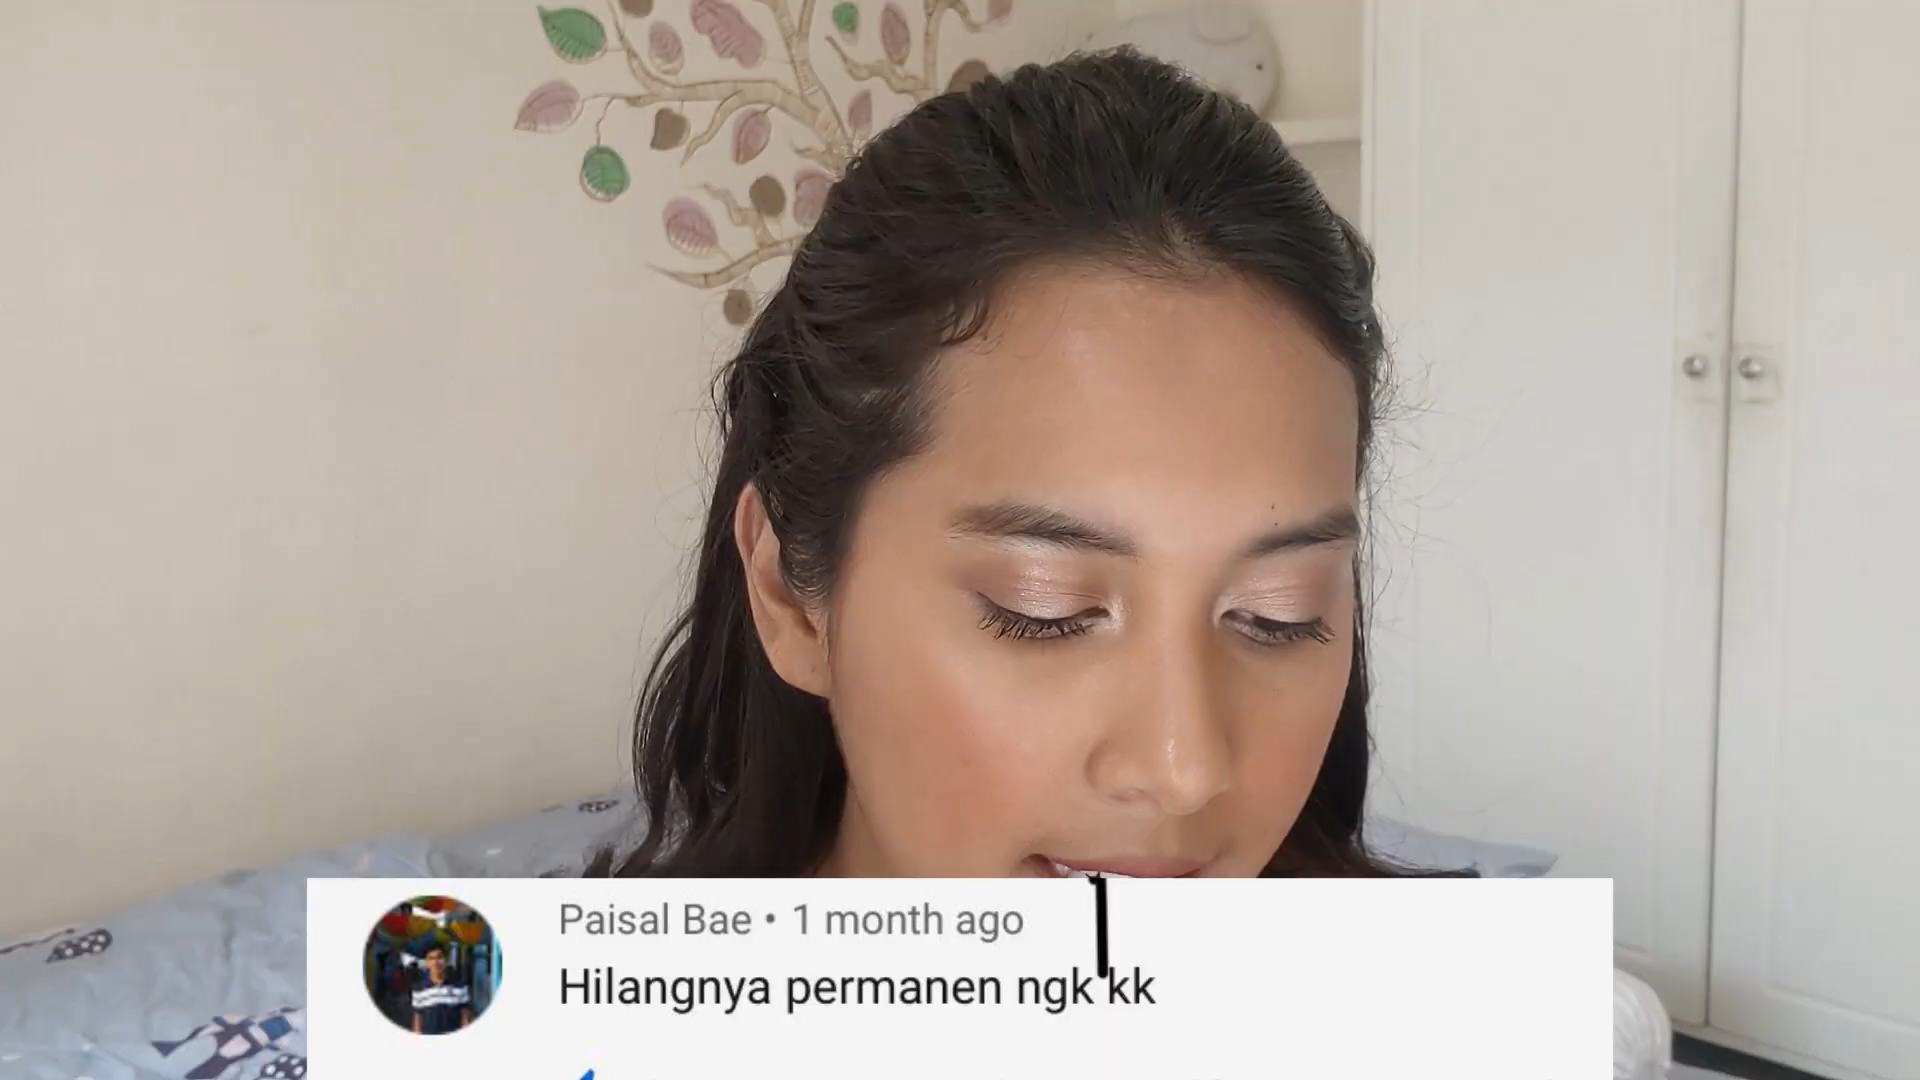 Paisal Bae • 1 month ago
Hilangnya permanen ngk kk